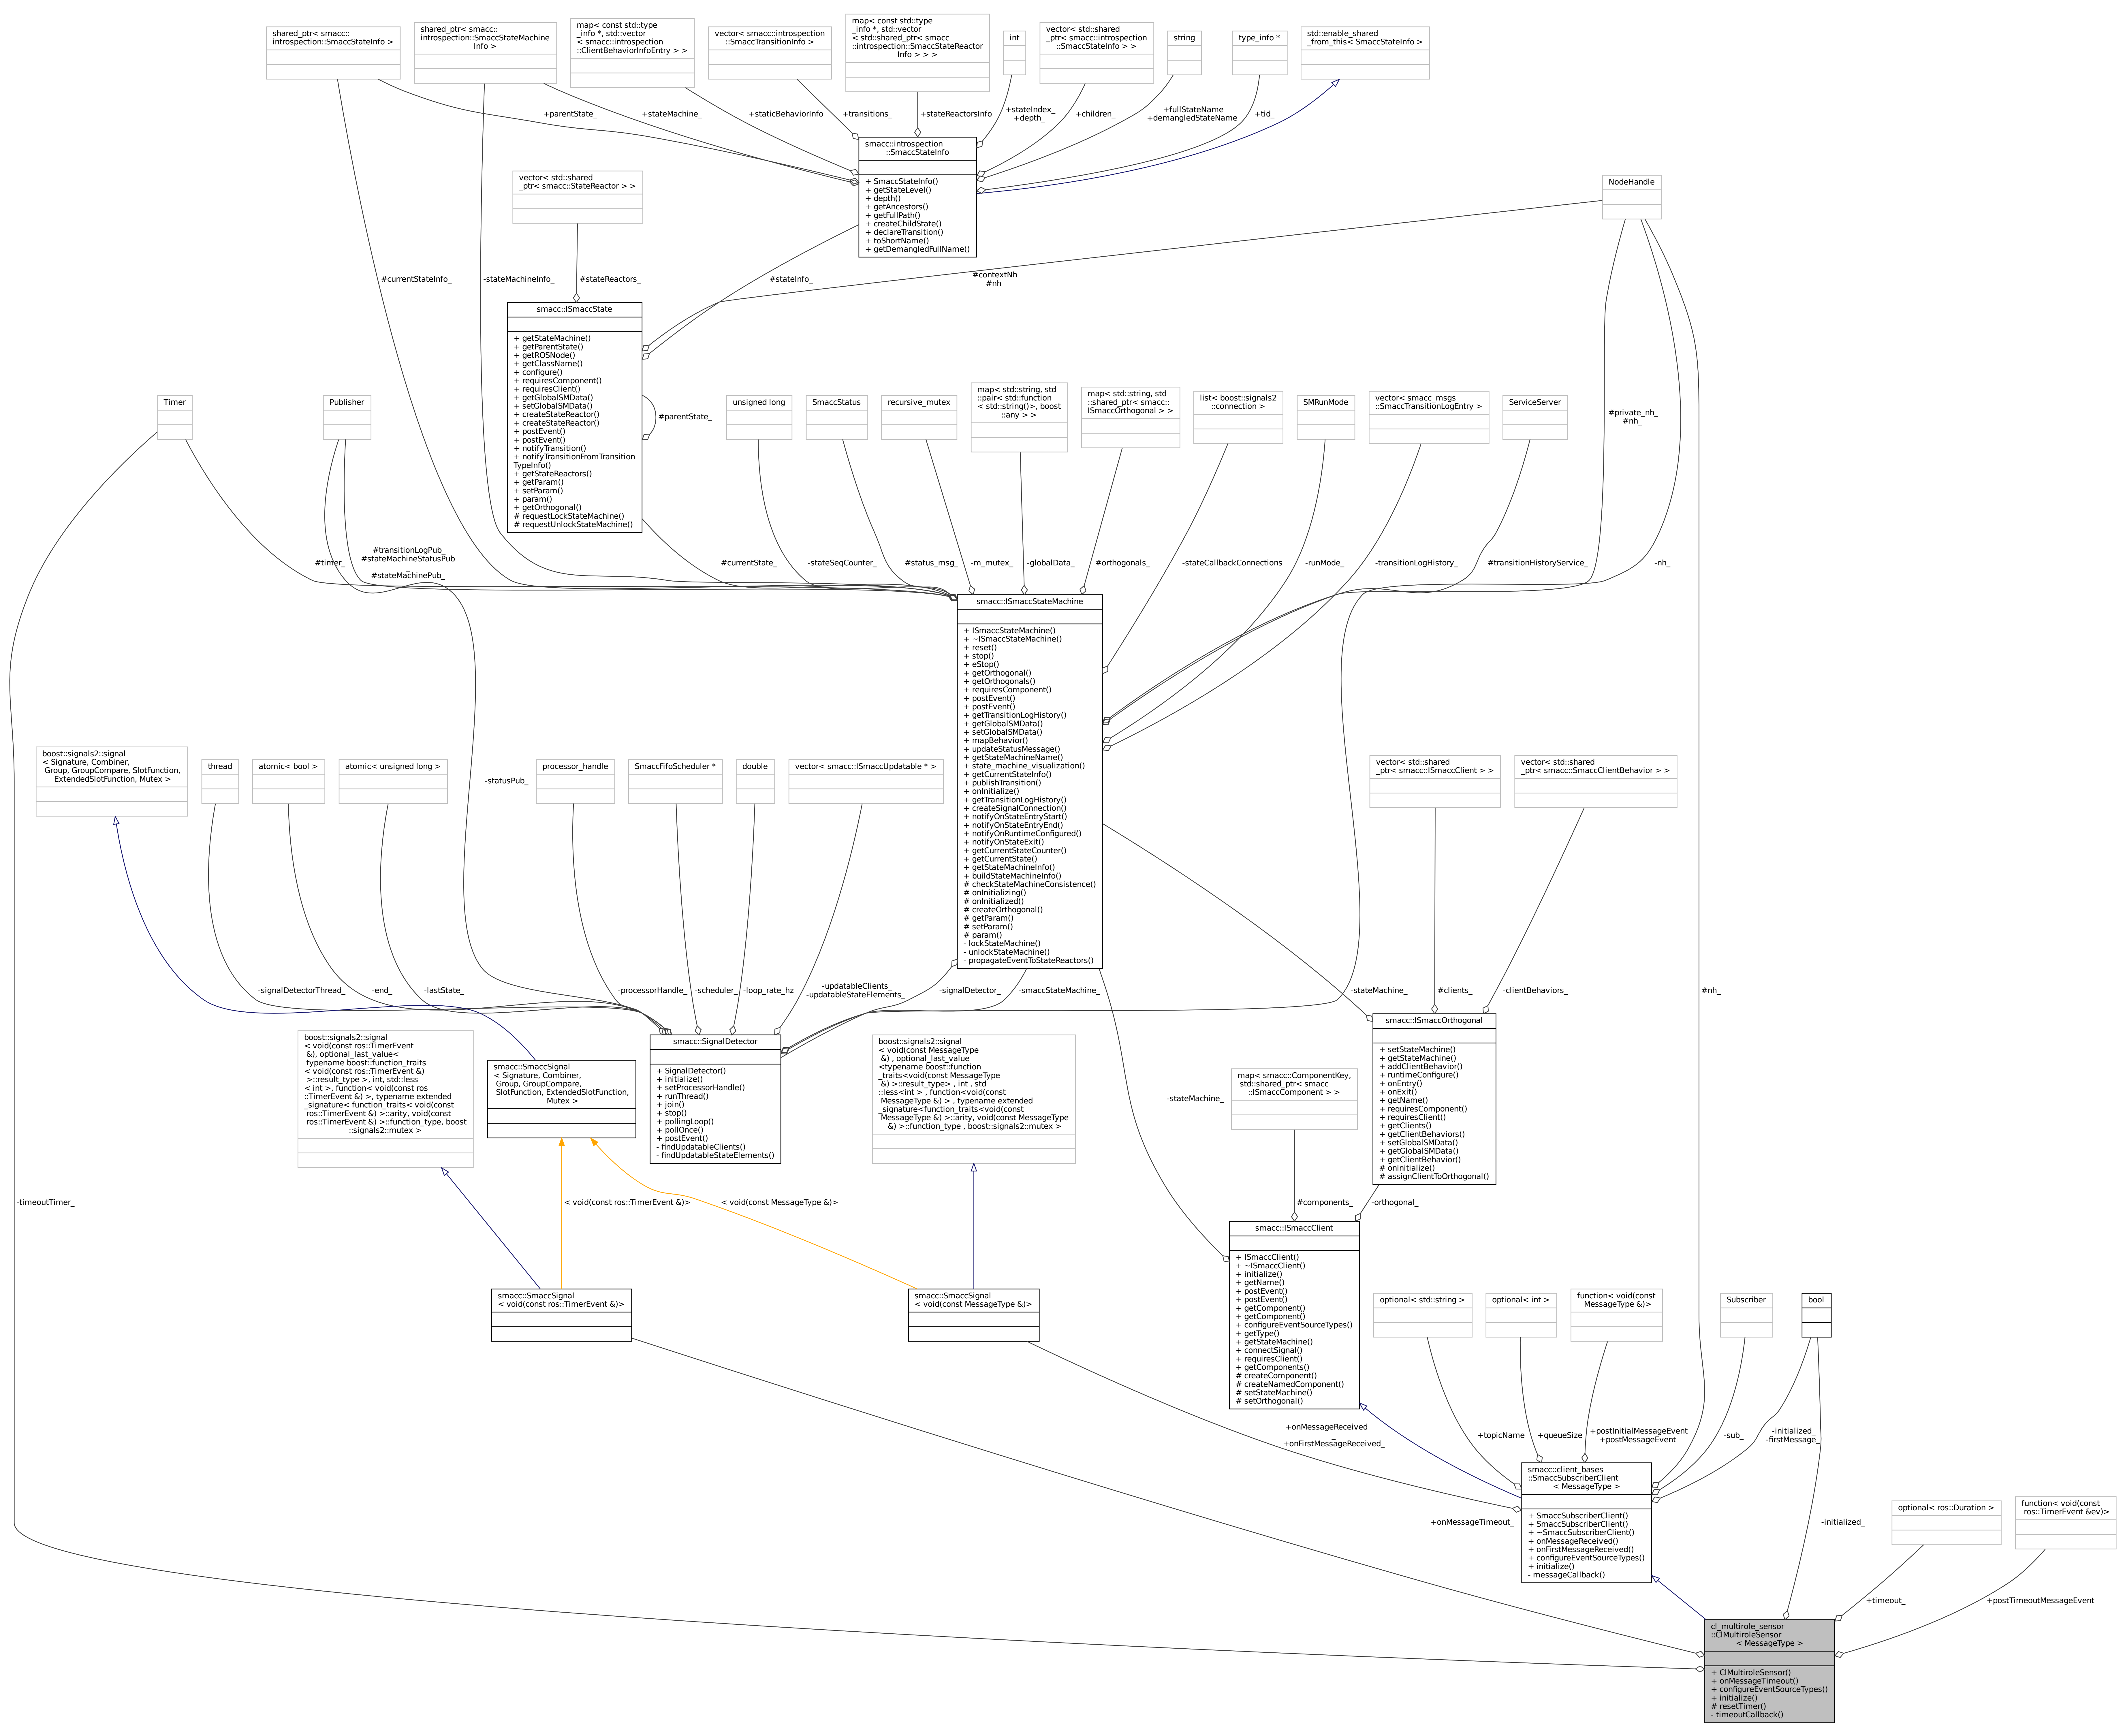 shared_ptr< smacc::
introspection::SmaccStateInfo >
shared_ptr< smacc::
introspection::SmaccStateMachine
Info >
map< const std::type
_info *, std::vector
< smacc::introspection
::ClientBehaviorInfoEntry > >
vector< smacc::introspection
::SmaccTransitionInfo >
map< const std::type
_info *, std::vector
< std::shared_ptr< smacc
::introspection::SmaccStateReactor
Info > > >
int
vector< std::shared
_ptr< smacc::introspection
::SmaccStateInfo > >
string
type_info *
std::enable_shared
_from_this< SmaccStateInfo >
+parentState_
+stateMachine_
+staticBehaviorInfo
+transitions_
+stateReactorsInfo
+stateIndex_
+depth_
+children_
+fullStateName
+demangledStateName
+tid_
smacc::introspection
::SmaccStateInfo
+ SmaccStateInfo()
+ getStateLevel()
+ depth()
+ getAncestors()
+ getFullPath()
+ createChildState()
+ declareTransition()
+ toShortName()
+ getDemangledFullName()
vector< std::shared
_ptr< smacc::StateReactor > >
NodeHandle
#currentStateInfo_
-stateMachineInfo_
#stateReactors_
#stateInfo_
#contextNh
#nh
smacc::ISmaccState
+ getStateMachine()
+ getParentState()
+ getROSNode()
+ getClassName()
+ configure()
+ requiresComponent()
+ requiresClient()
+ getGlobalSMData()
+ setGlobalSMData()
+ createStateReactor()
+ createStateReactor()
+ postEvent()
+ postEvent()
+ notifyTransition()
+ notifyTransitionFromTransition
TypeInfo()
+ getStateReactors()
+ getParam()
+ setParam()
+ param()
+ getOrthogonal()
# requestLockStateMachine()
# requestUnlockStateMachine()
#parentState_
Timer
Publisher
unsigned long
SmaccStatus
recursive_mutex
map< std::string, std
::pair< std::function
< std::string()>, boost
::any > >
map< std::string, std
::shared_ptr< smacc::
ISmaccOrthogonal > >
list< boost::signals2
::connection >
SMRunMode
vector< smacc_msgs
::SmaccTransitionLogEntry >
ServiceServer
#private_nh_
#nh_
#timer_
#transitionLogPub_
#stateMachineStatusPub
_
#stateMachinePub_
#currentState_
-stateSeqCounter_
#status_msg_
-m_mutex_
-globalData_
#orthogonals_
-stateCallbackConnections
-runMode_
-transitionLogHistory_
#transitionHistoryService_
-nh_
smacc::ISmaccStateMachine
+ ISmaccStateMachine()
+ ~ISmaccStateMachine()
+ reset()
+ stop()
+ eStop()
+ getOrthogonal()
+ getOrthogonals()
+ requiresComponent()
+ postEvent()
+ postEvent()
+ getTransitionLogHistory()
+ getGlobalSMData()
+ setGlobalSMData()
+ mapBehavior()
+ updateStatusMessage()
+ getStateMachineName()
+ state_machine_visualization()
+ getCurrentStateInfo()
+ publishTransition()
+ onInitialize()
+ getTransitionLogHistory()
+ createSignalConnection()
+ notifyOnStateEntryStart()
+ notifyOnStateEntryEnd()
+ notifyOnRuntimeConfigured()
+ notifyOnStateExit()
+ getCurrentStateCounter()
+ getCurrentState()
+ getStateMachineInfo()
+ buildStateMachineInfo()
# checkStateMachineConsistence()
# onInitializing()
# onInitialized()
# createOrthogonal()
# getParam()
# setParam()
# param()
- lockStateMachine()
- unlockStateMachine()
- propagateEventToStateReactors()
boost::signals2::signal
< Signature, Combiner,
Group, GroupCompare, SlotFunction,
ExtendedSlotFunction, Mutex >
thread
atomic< bool >
atomic< unsigned long >
-statusPub_
processor_handle
SmaccFifoScheduler *
double
vector< smacc::ISmaccUpdatable * >
vector< std::shared
_ptr< smacc::ISmaccClient > >
vector< std::shared
_ptr< smacc::SmaccClientBehavior > >
-signalDetectorThread_
-end_
-lastState_
-processorHandle_
-scheduler_
-loop_rate_hz
-updatableClients_
-updatableStateElements_
-signalDetector_
-smaccStateMachine_
-stateMachine_
#clients_
-clientBehaviors_
#nh_
boost::signals2::signal
< void(const ros::TimerEvent
&), optional_last_value<
typename boost::function_traits
< void(const ros::TimerEvent &)
>::result_type >, int, std::less
< int >, function< void(const ros
::TimerEvent &) >, typename extended
_signature< function_traits< void(const
ros::TimerEvent &) >::arity, void(const
ros::TimerEvent &) >::function_type, boost
::signals2::mutex >
smacc::SmaccSignal
< Signature, Combiner,
Group, GroupCompare,
SlotFunction, ExtendedSlotFunction,
Mutex >
smacc::SignalDetector
+ SignalDetector()
+ initialize()
+ setProcessorHandle()
+ runThread()
+ join()
+ stop()
+ pollingLoop()
+ pollOnce()
+ postEvent()
- findUpdatableClients()
- findUpdatableStateElements()
boost::signals2::signal
< void(const MessageType
&) , optional_last_value
<typename boost::function
_traits<void(const MessageType
&) >::result_type> , int , std
::less<int > , function<void(const
MessageType &) > , typename extended
_signature<function_traits<void(const
MessageType &) >::arity, void(const MessageType
&) >::function_type , boost::signals2::mutex >
smacc::ISmaccOrthogonal
+ setStateMachine()
+ getStateMachine()
+ addClientBehavior()
+ runtimeConfigure()
+ onEntry()
+ onExit()
+ getName()
+ requiresComponent()
+ requiresClient()
+ getClients()
+ getClientBehaviors()
+ setGlobalSMData()
+ getGlobalSMData()
+ getClientBehavior()
# onInitialize()
# assignClientToOrthogonal()
-stateMachine_
map< smacc::ComponentKey,
std::shared_ptr< smacc
::ISmaccComponent > >
-timeoutTimer_
< void(const ros::TimerEvent &)>
< void(const MessageType &)>
#components_
-orthogonal_
smacc::ISmaccClient
+ ISmaccClient()
+ ~ISmaccClient()
+ initialize()
+ getName()
+ postEvent()
+ postEvent()
+ getComponent()
+ getComponent()
+ configureEventSourceTypes()
+ getType()
+ getStateMachine()
+ connectSignal()
+ requiresClient()
+ getComponents()
# createComponent()
# createNamedComponent()
# setStateMachine()
# setOrthogonal()
smacc::SmaccSignal
< void(const ros::TimerEvent &)>
smacc::SmaccSignal
< void(const MessageType &)>
optional< std::string >
optional< int >
function< void(const
MessageType &)>
Subscriber
bool
+onMessageReceived
_
+onFirstMessageReceived_
+topicName
+queueSize
+postInitialMessageEvent
+postMessageEvent
-sub_
-initialized_
-firstMessage_
smacc::client_bases
::SmaccSubscriberClient
< MessageType >
+ SmaccSubscriberClient()
+ SmaccSubscriberClient()
+ ~SmaccSubscriberClient()
+ onMessageReceived()
+ onFirstMessageReceived()
+ configureEventSourceTypes()
+ initialize()
- messageCallback()
+onMessageTimeout_
-initialized_
optional< ros::Duration >
function< void(const
ros::TimerEvent &ev)>
+timeout_
+postTimeoutMessageEvent
cl_multirole_sensor
::ClMultiroleSensor
< MessageType >
+ ClMultiroleSensor()
+ onMessageTimeout()
+ configureEventSourceTypes()
+ initialize()
# resetTimer()
- timeoutCallback()